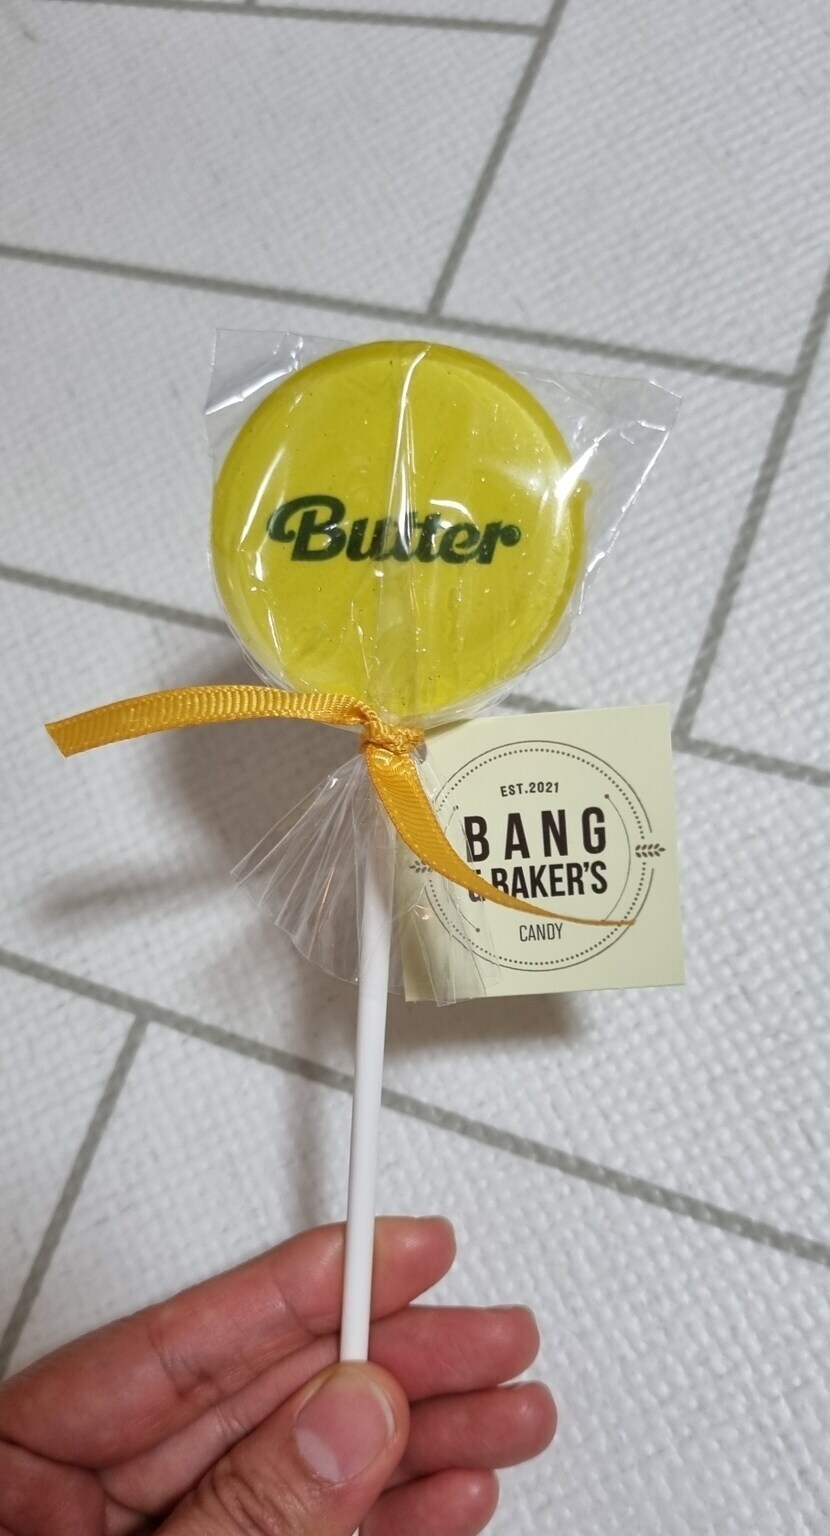 Butter
EST.2021
BANG
& BAKER'S
CANDY